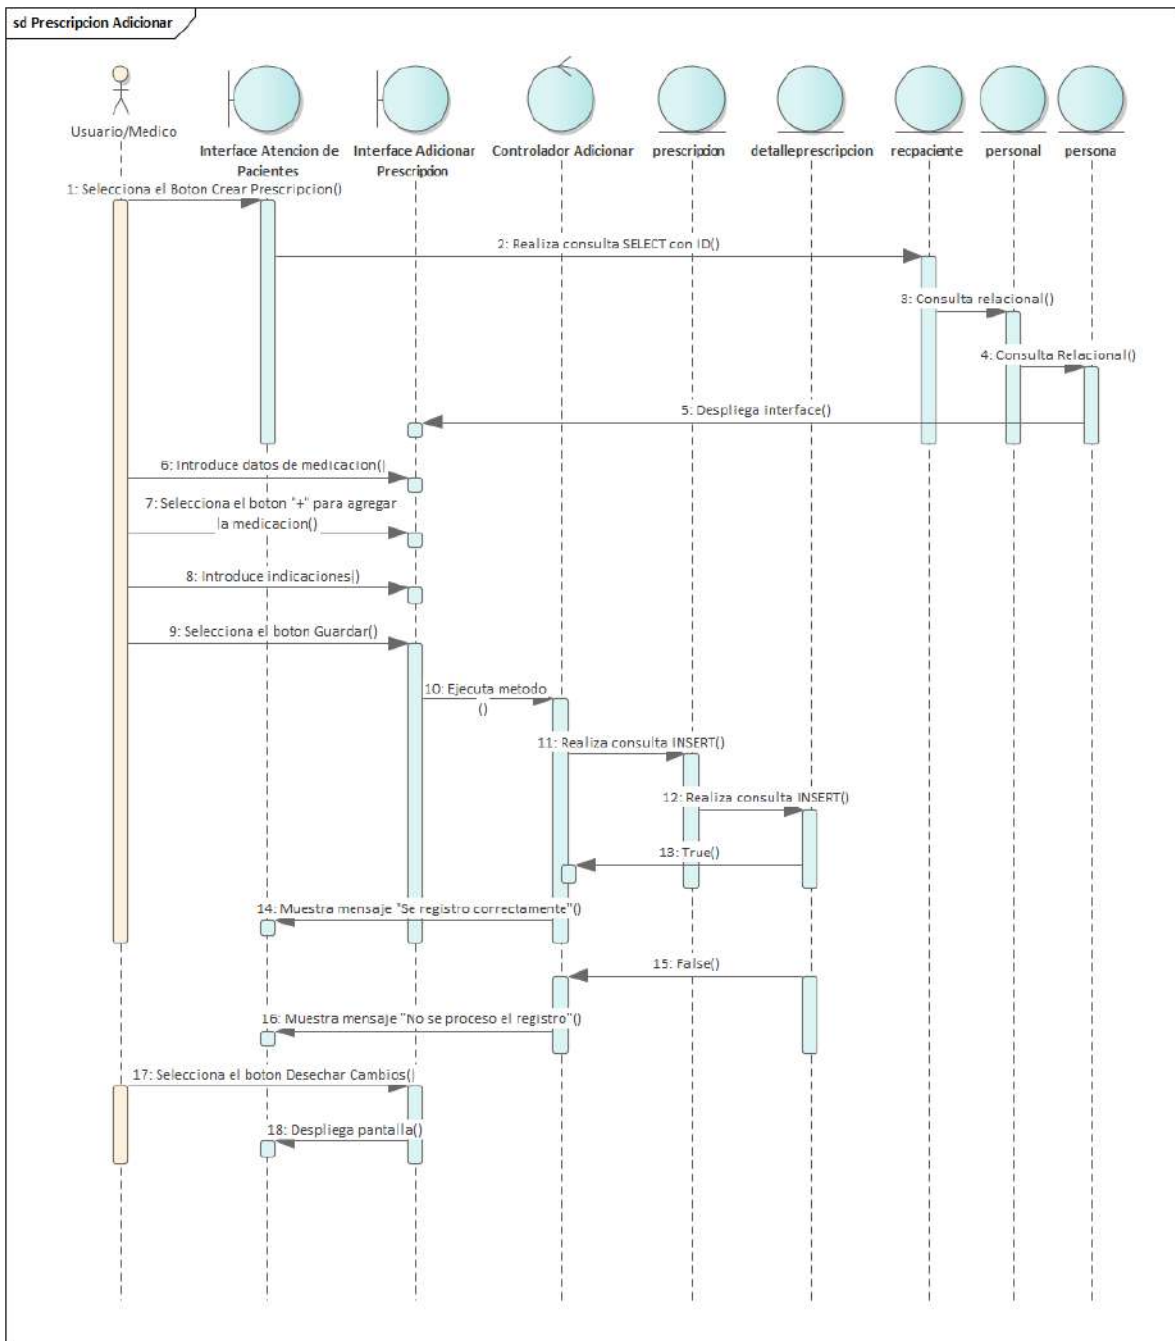 sd Prescripcion Adicionar
Usuario/Medico
Interface Atencion de
Pacientes
Interface Adicionar
Prescripcion
Controlador Adicionar
prescripcion
detalleprescripcion
recpaciente
personal
persona
1: Selecciona el Boton Crear Prescripcion()
2: Realiza consulta SELECT con ID()
3: Consulta relacional()
4: Consulta Relacional()
5: Despliega interface()
6: Introduce datos de medicacion()
7: Selecciona el boton "+" para agregar
la medicacion()
8: Introduce indicaciones()
9: Selecciona el boton Guardar()
10: Ejecuta metodo
()
11: Realiza consulta INSERT()
12: Realiza consulta INSERT()
13: True()
14: Muestra mensaje "Se registro correctamente"()
15: False()
16: Muestra mensaje "No se proceso el registro"()
17: Selecciona el boton Desechar Cambios()
18: Despliega pantalla()